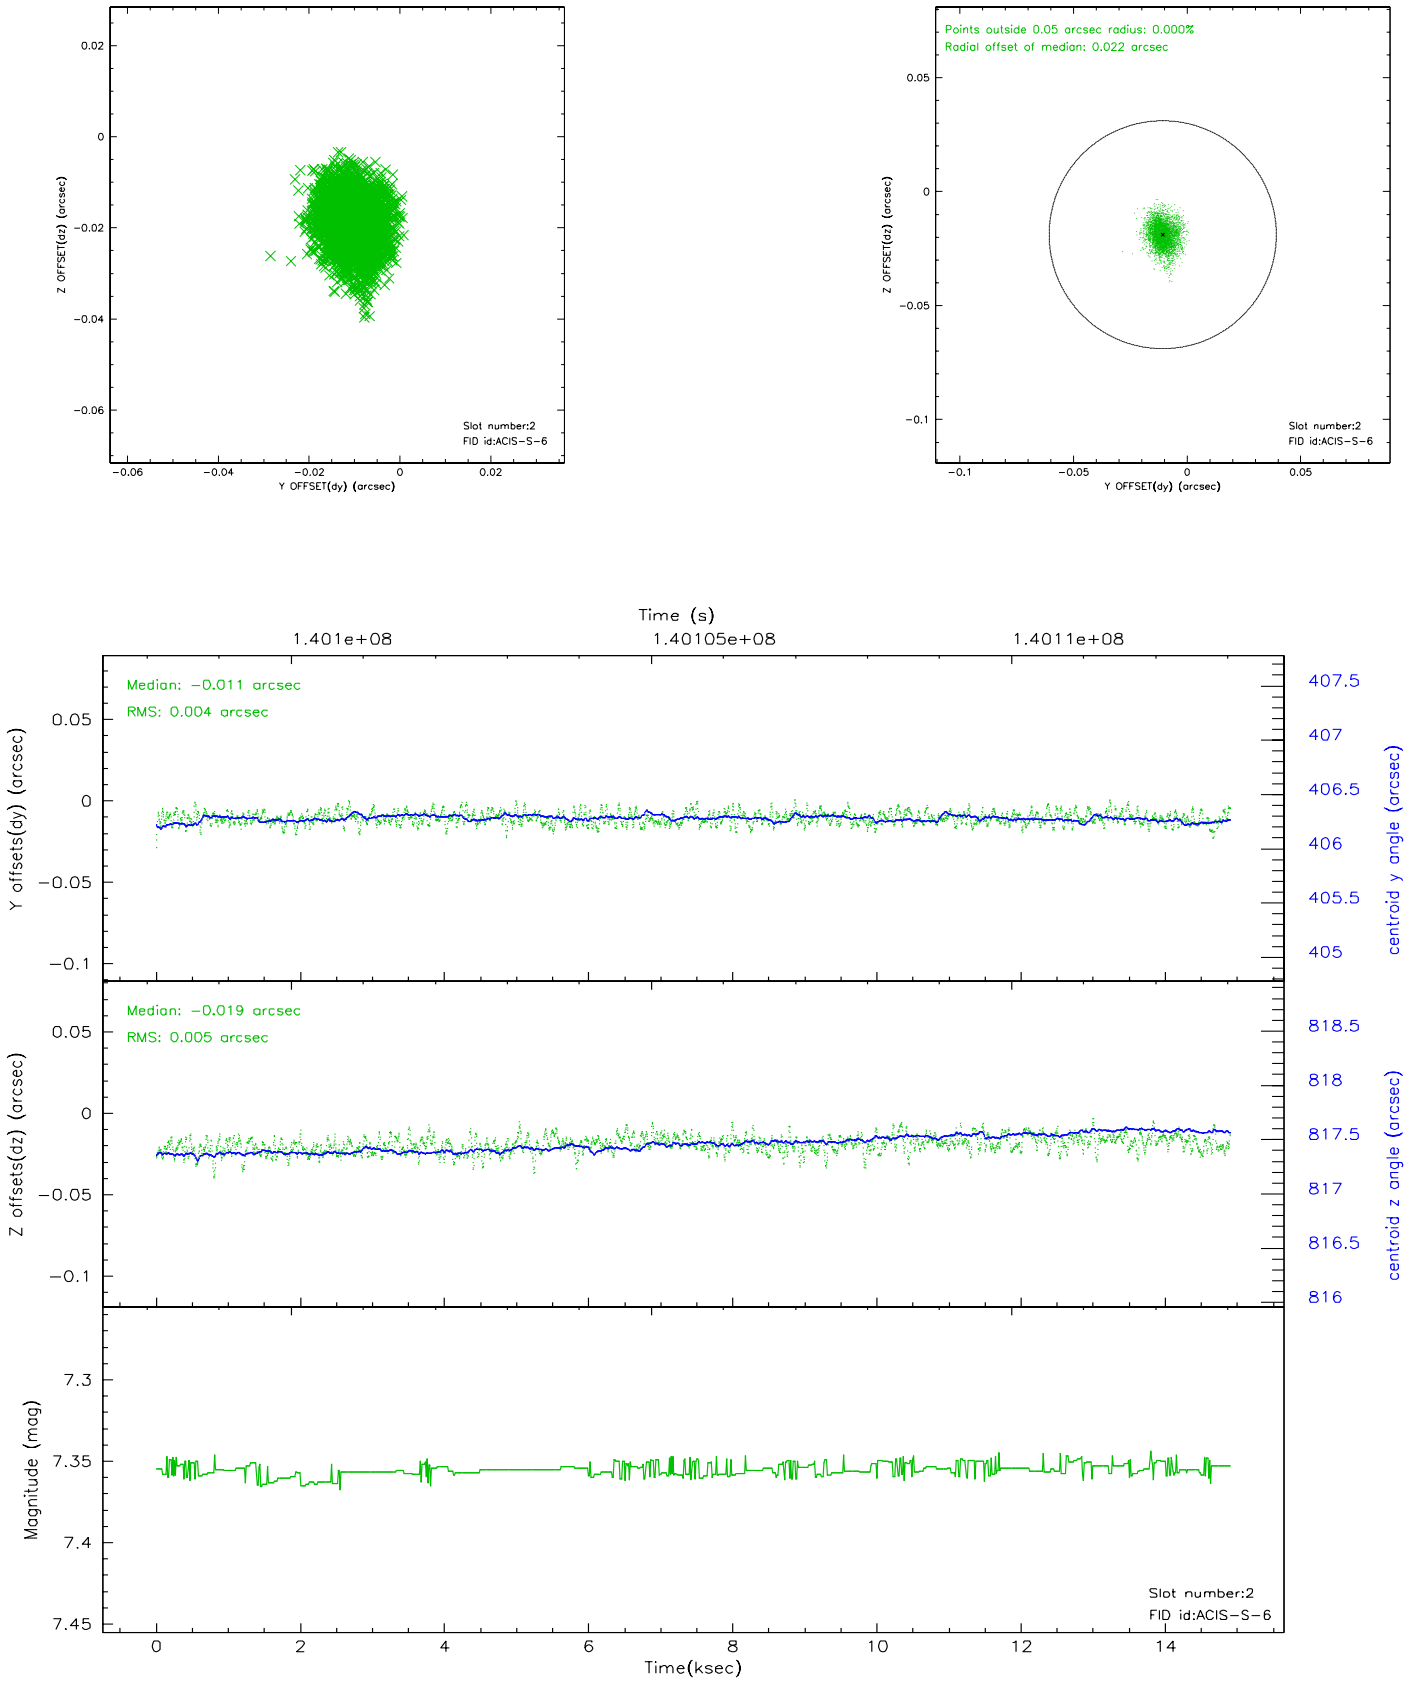 0.02
0
−0.02
−0.04
−0.06
Z OFFSET(dz) (arcsec)
Slot number:2
FID id:ACIS−S−6
−0.06 −0.04 −0.02 0 0.02
Y OFFSET(dy) (arcsec)
Points outside 0.05 arcsec radius: 0.000%
Radial offset of median: 0.022 arcsec
0.05
0
−0.05
−0.1
Z OFFSET(dz) (arcsec)
Slot number:2
FID id:ACIS−S−6
−0.1 −0.05 0 0.05
Y OFFSET(dy) (arcsec)
Time (s)
1.401e+08 1.40105e+08 1.4011e+08
Median: −0.011 arcsec
RMS: 0.004 arcsec
0.05
0
−0.05
−0.1
Y offsets(dy) (arcsec)
407.5
407
406.5
406
405.5
405
centroid y angle (arcsec)
Median: −0.019 arcsec
RMS: 0.005 arcsec
0.05
0
−0.05
−0.1
Z offsets(dz) (arcsec)
818.5
818
817.5
817
816.5
816
centroid z angle (arcsec)
7.3
7.35
7.4
7.45
Magnitude (mag)
Slot number:2
FID id:ACIS−S−6
0 2 4 6 8 10 12 14
Time(ksec)